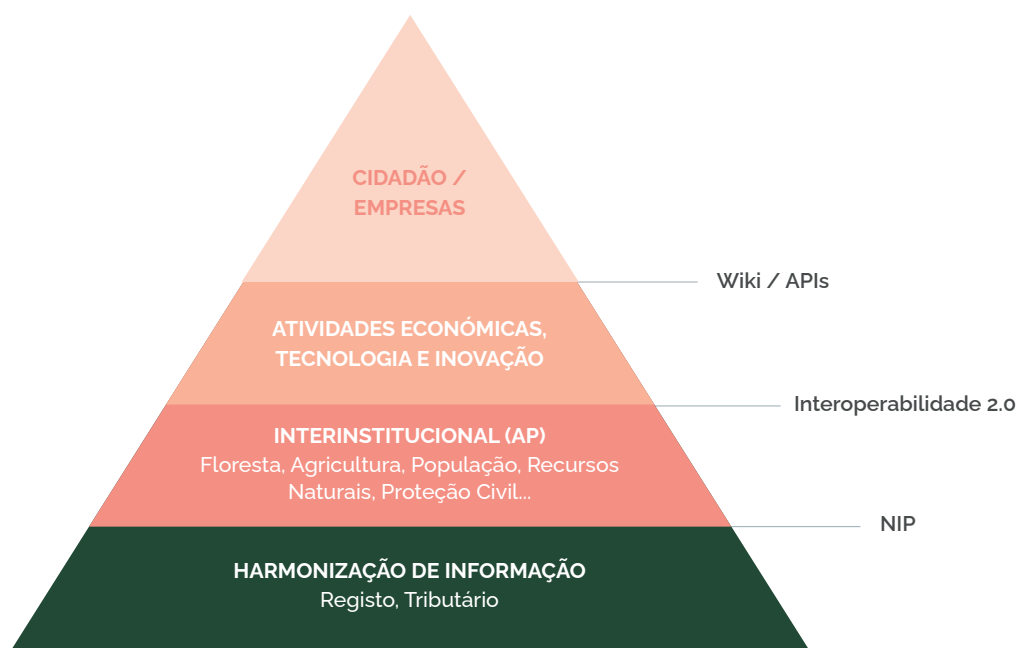 CIDADÃO /
EMPRESAS
Wiki / APIs
ATIVIDADES ECONÓMICAS,
TECNOLOGIA E INOVAÇÃO
Interoperabilidade 2.0
INTERINSTITUCIONAL (AP)
Floresta, Agricultura, População, Recursos
Naturais, Proteção Civil...
NIP
HARMONIZAÇÃO DE INFORMAÇÃO
Registo, Tributário